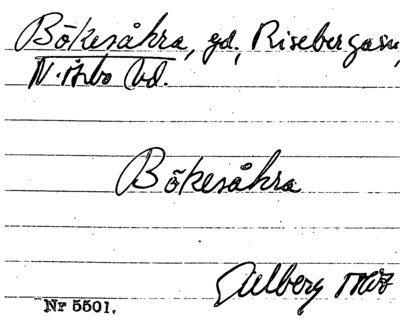 Bökesåkra, gd., Riseberga sn,
N. Åsbo hd.
Bökesåkra
Nr 5501.